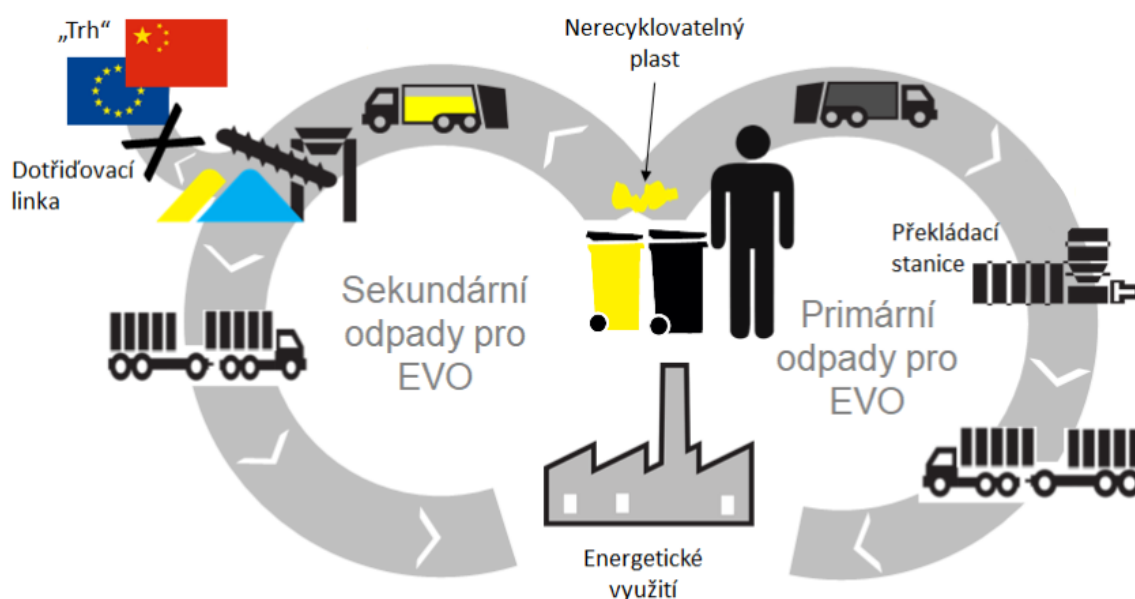 „Trh"
Nerecyklovatelný
plast
Dotřiďovací
linka
Překládací
stanice
Sekundární
odpady pro
EVO
Primární
odpady pro
EVO
Energetické
využití